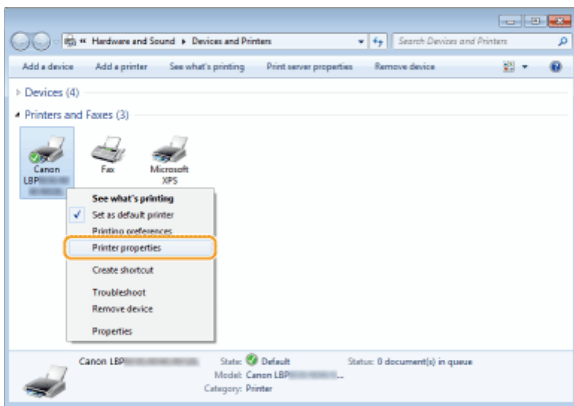 « Hardware and Sound ▸ Devices and Printers
Search Devices and Printers
Add a device Add a printer See what's printing Print server properties Remove device
Devices (4)
Printers and Faxes (3)
Canon LBP
Fax
Microsoft XPS
See what's printing
Set as default printer
Printing preferences
Printer properties
Create shortcut
Troubleshoot
Remove device
Properties
Canon LBP State: Default Status: 0 document(s) in queue
Model: Canon LBP ...
Category: Printer